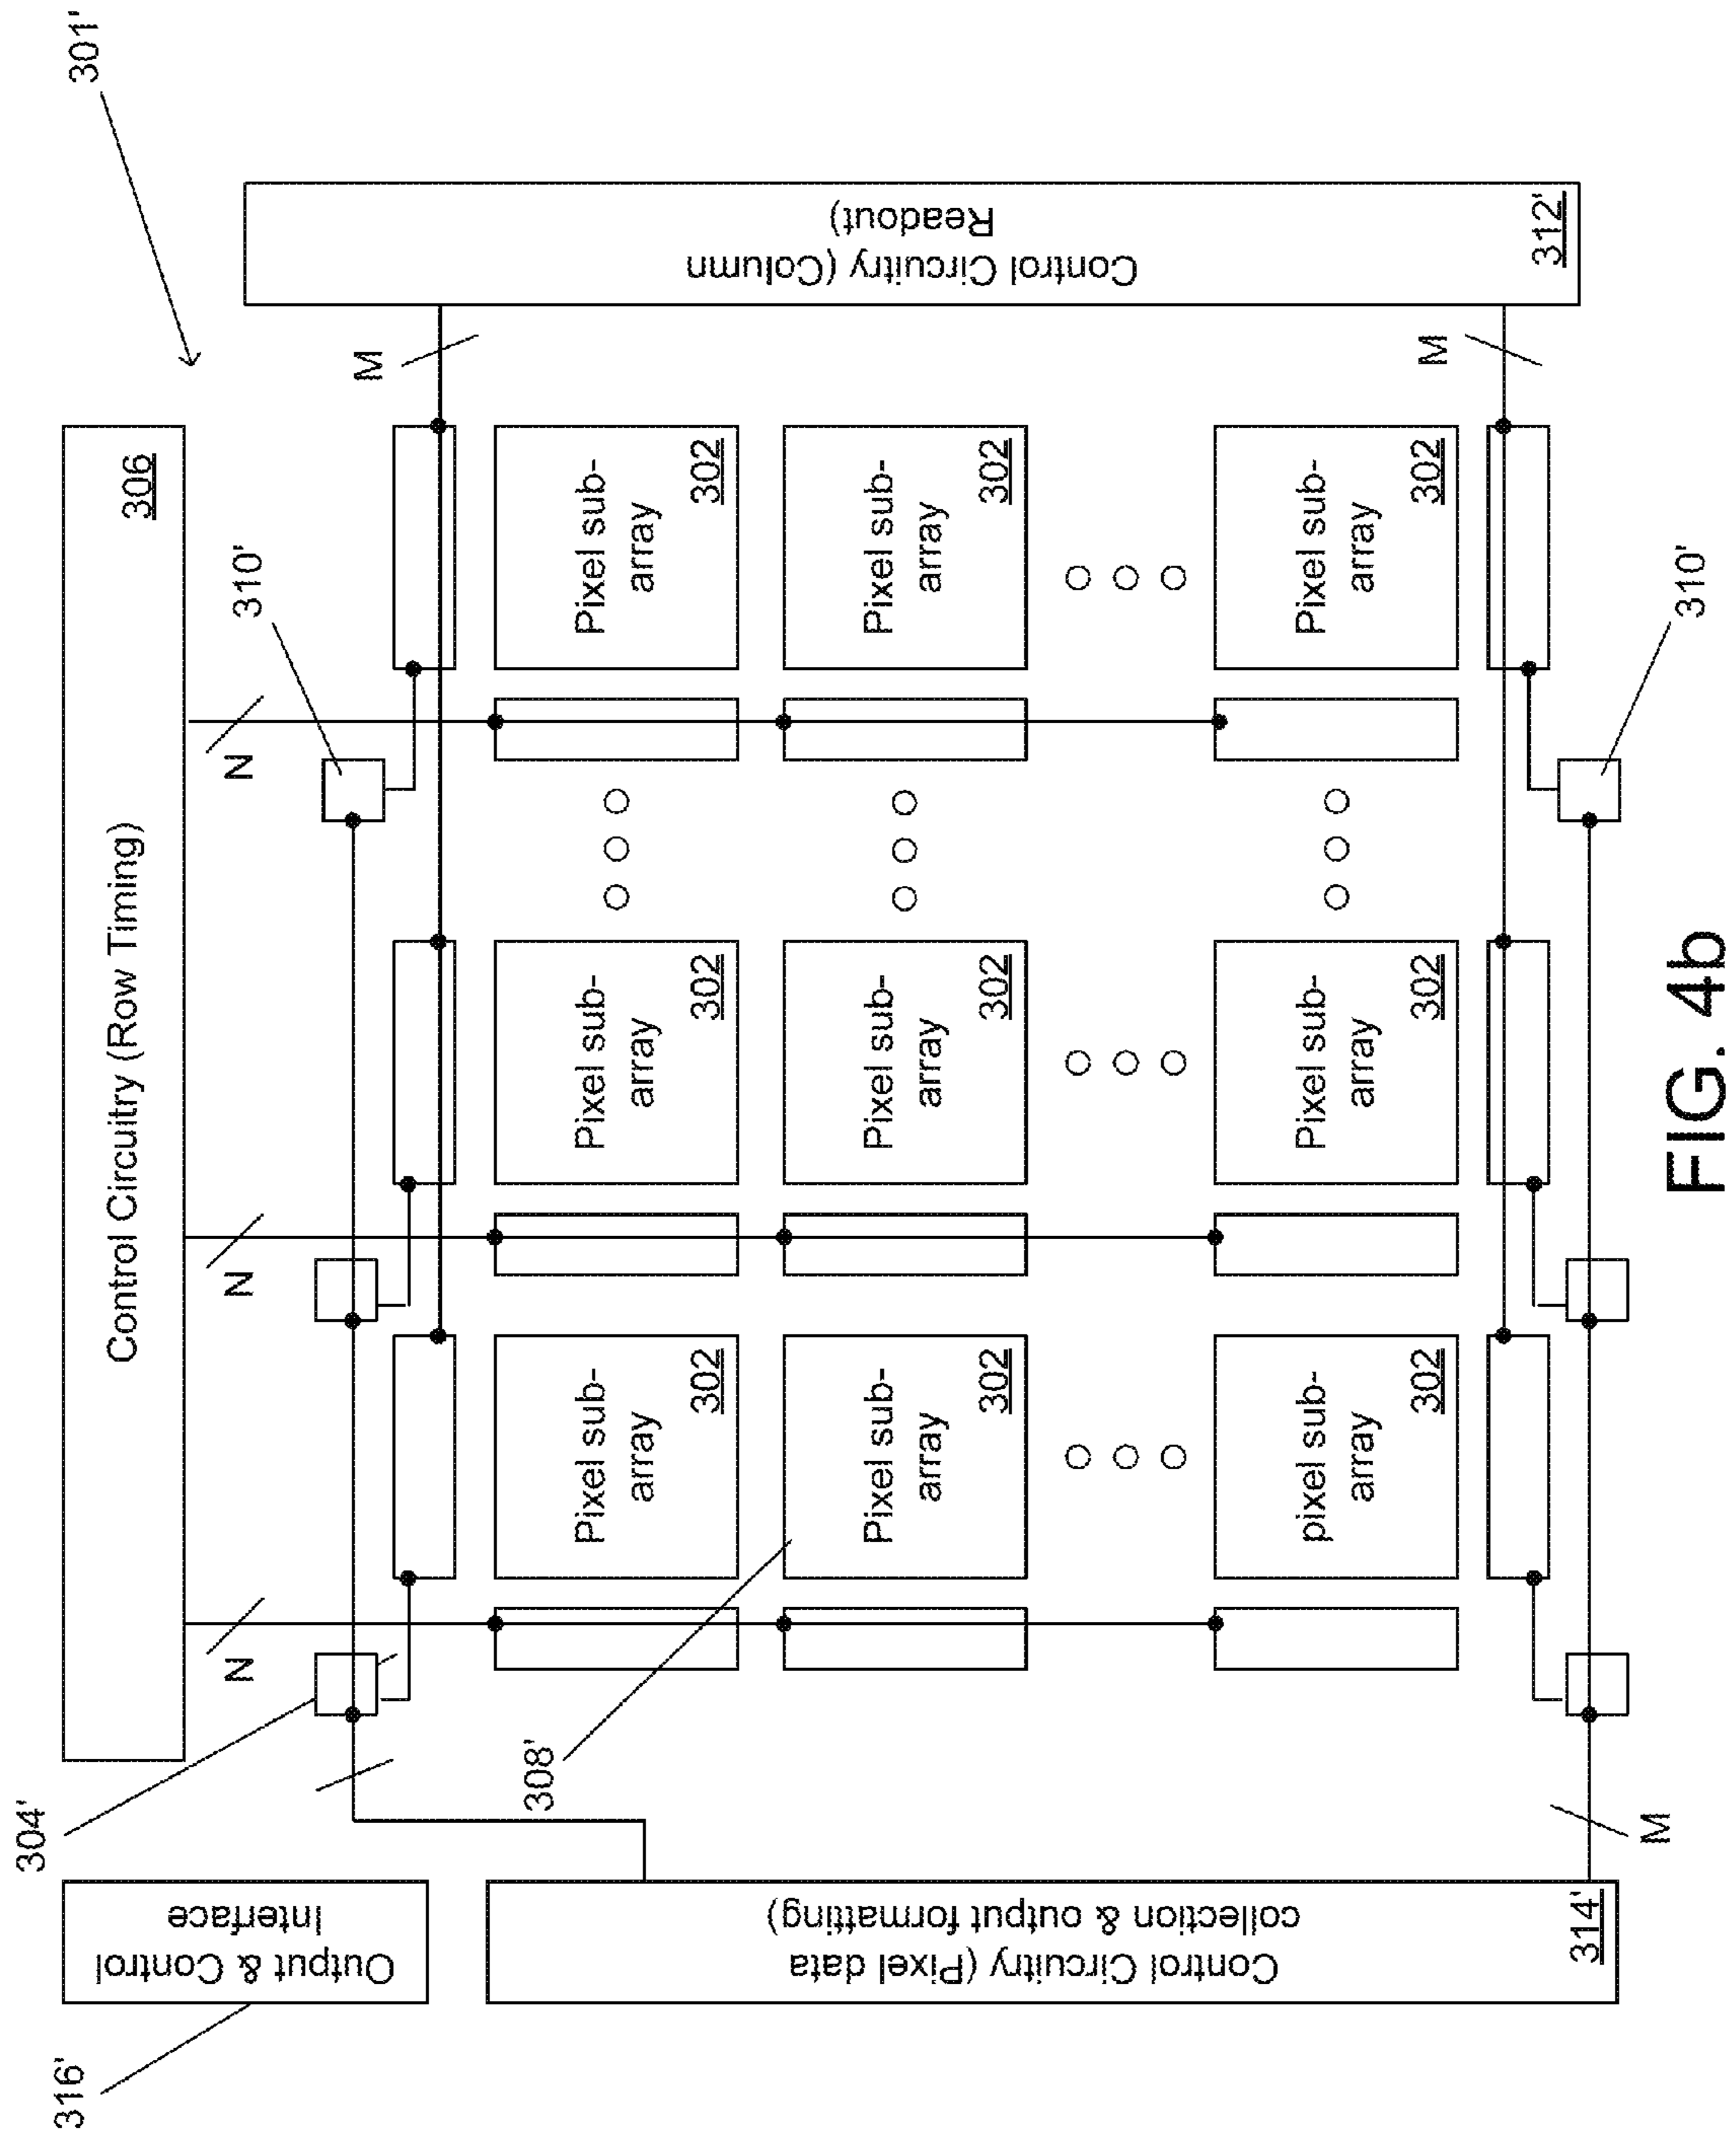 304'
316'
301'
Output & Control
Interface
Control Circuitry (Row Timing)
306
N
N
N
310'
M
308'
Pixel sub-
array
302
Pixel sub-
array
302
Pixel sub-
array
302
Control Circuitry (Pixel data
collection & output formatting)
314'
Pixel sub-
array
302
Pixel sub-
array
302
Pixel sub-
array
302
Control Circuitry (Column
Readout)
312'
pixel sub-
array
302
Pixel sub-
array
302
Pixel sub-
array
302
M
M
310'
FIG. 4b